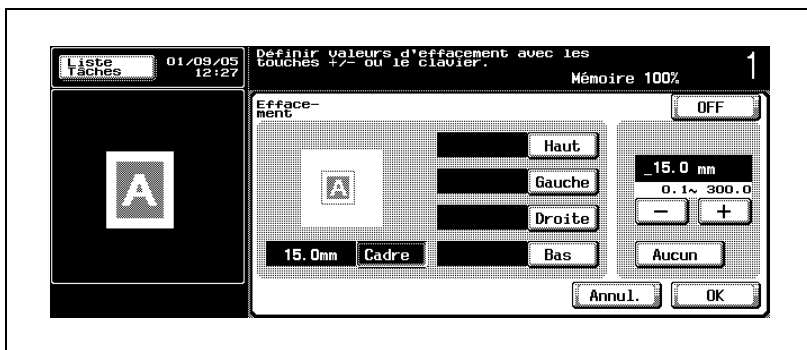 Liste
Tâches
01/09/05
12:27
Définir valeurs d'effacement avec les
touches +/- ou le clavier.
Mémoire 100%
1
Efface-
ment
OFF
Haut
Gauche
Droite
15.0mm Cadre
Bas
_15.0 mm
0.1~ 300.0
- +
Aucun
Annul. OK
A
A